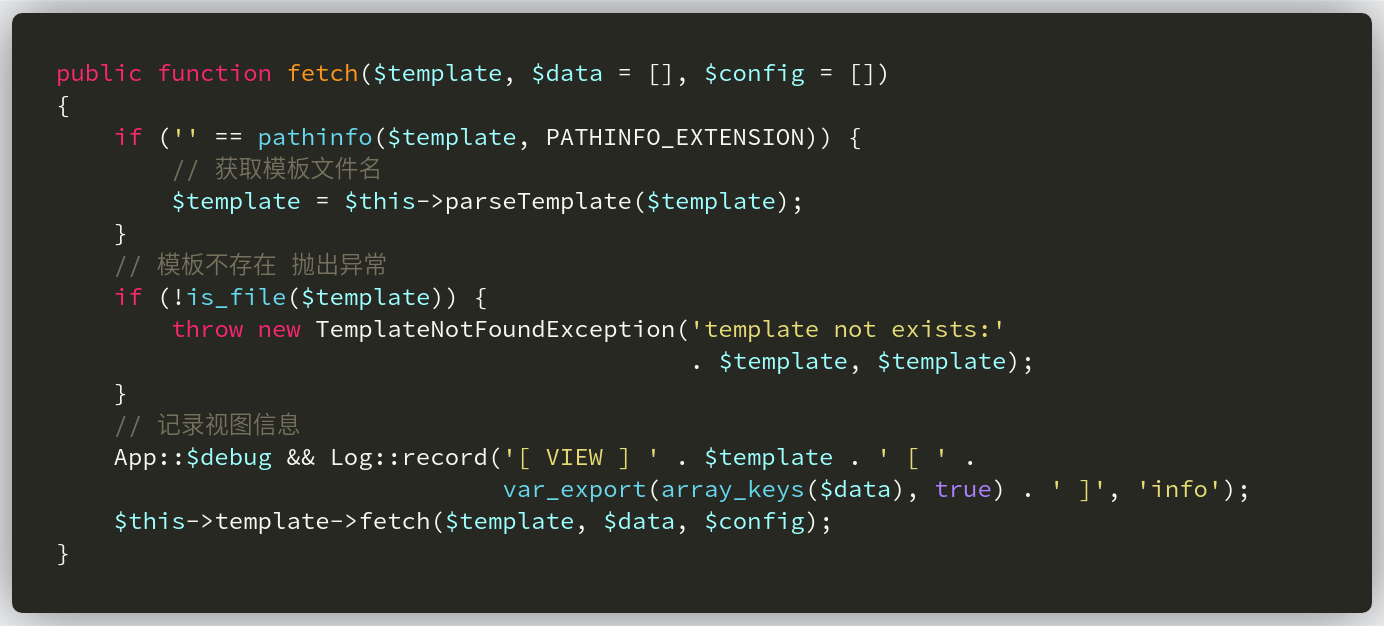 public function fetch($template, $data = [], $config = [])
{
    if ('' == pathinfo($template, PATHINFO_EXTENSION)) {
        // 获取模板文件名
        $template = $this->parseTemplate($template);
    }
    // 模板不存在 抛出异常
    if (!is_file($template)) {
        throw new TemplateNotFoundException('template not exists:'
                                            . $template, $template);
    }
    // 记录视图信息
    App::$debug && Log::record('[ VIEW ] ' . $template . ' [ ' .
                               var_export(array_keys($data), true) . ' ]', 'info');
    $this->template->fetch($template, $data, $config);
}